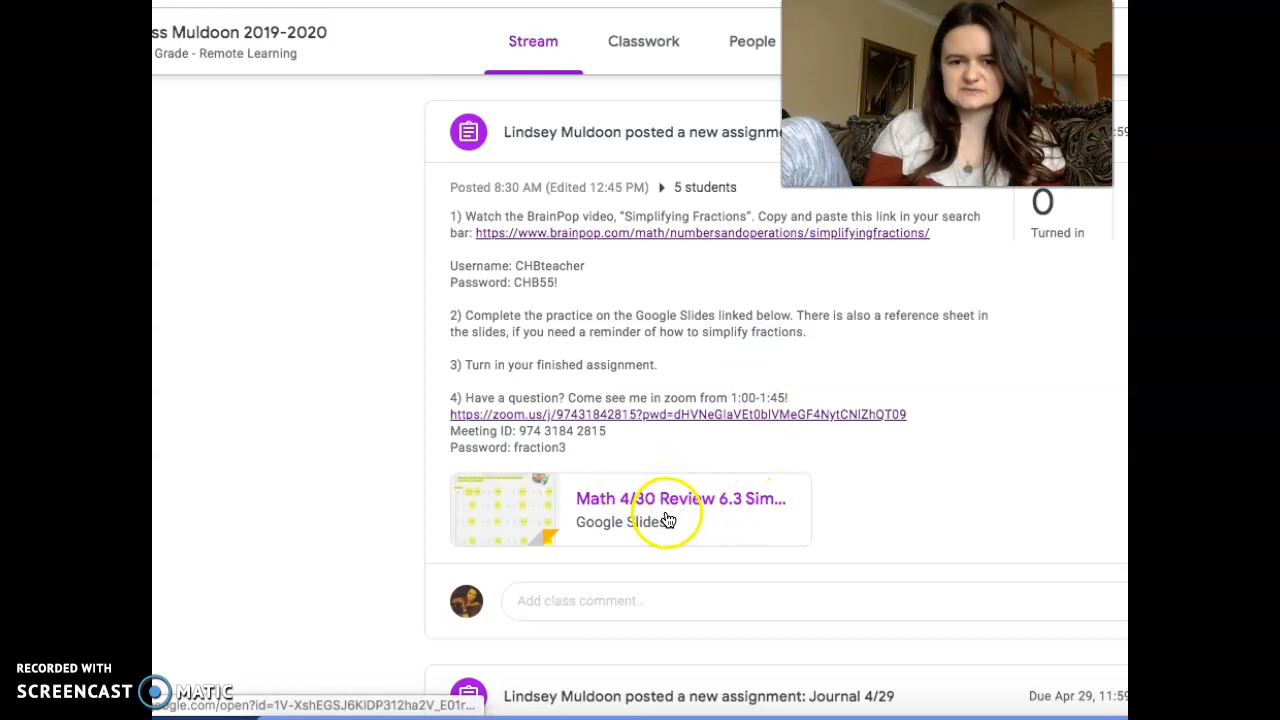 ss Muldoon 2019-2020
Grade - Remote Learning
Stream
Classwork
People
Lindsey Muldoon posted a new assignme
:59
Posted 8:30 AM (Edited 12:45 PM) 5 students
0
Turned in
1) Watch the BrainPop video, “Simplifying Fractions”. Copy and paste this link in your search
bar: https://www.brainpop.com/math/numbersandoperations/simplifyingfractions/
Username: CHBteacher
Password: CHB55!
2) Complete the practice on the Google Slides linked below. There is also a reference sheet in
the slides, if you need a reminder of how to simplify fractions.
3) Turn in your finished assignment.
4) Have a question? Come see me in zoom from 1:00-1:45!
https://zoom.us/j/97431842815?pwd=dHVNeGlaVEt0blVMeGF4NytCNlZhQT09
Meeting ID: 974 3184 2815
Password: fraction3
Math 4/30 Review 6.3 Sim...
Google Slides
Add class comment...
Lindsey Muldoon posted a new assignment: Journal 4/29
Due Apr 29, 11:59
RECORDED WITH
SCREENCAST MATIC